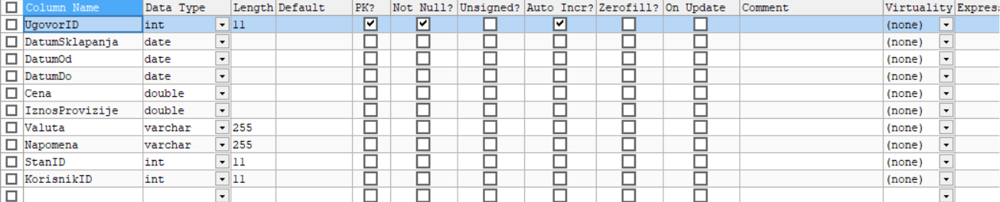 Column Name Data Type Length Default PK? Not Null? Unsigned? Auto Incr? Zerofill? On Update Comment Virtuality Express
UgovorID int 11 (none)
DatumSklapanja date (none)
DatumOd date (none)
DatumDo date (none)
Cena double (none)
IznosProvizije double (none)
Valuta varchar 255 (none)
Napomena varchar 255 (none)
StanID int 11 (none)
KorisnikID int 11 (none)